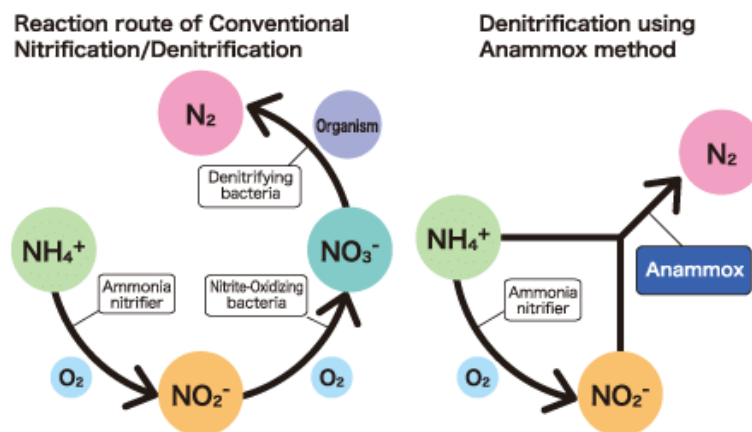 Reaction route of Conventional
Nitrification/Denitrification
N₂
Organism
Denitrifying
bacteria
NH₄⁺
NO₃⁻
Ammonia
nitrifier
Nitrite-Oxidizing
bacteria
O₂
O₂
NO₂⁻
Denitrification using
Anammox method
N₂
NH₄⁺
Anammox
Ammonia
nitrifier
O₂
NO₂⁻